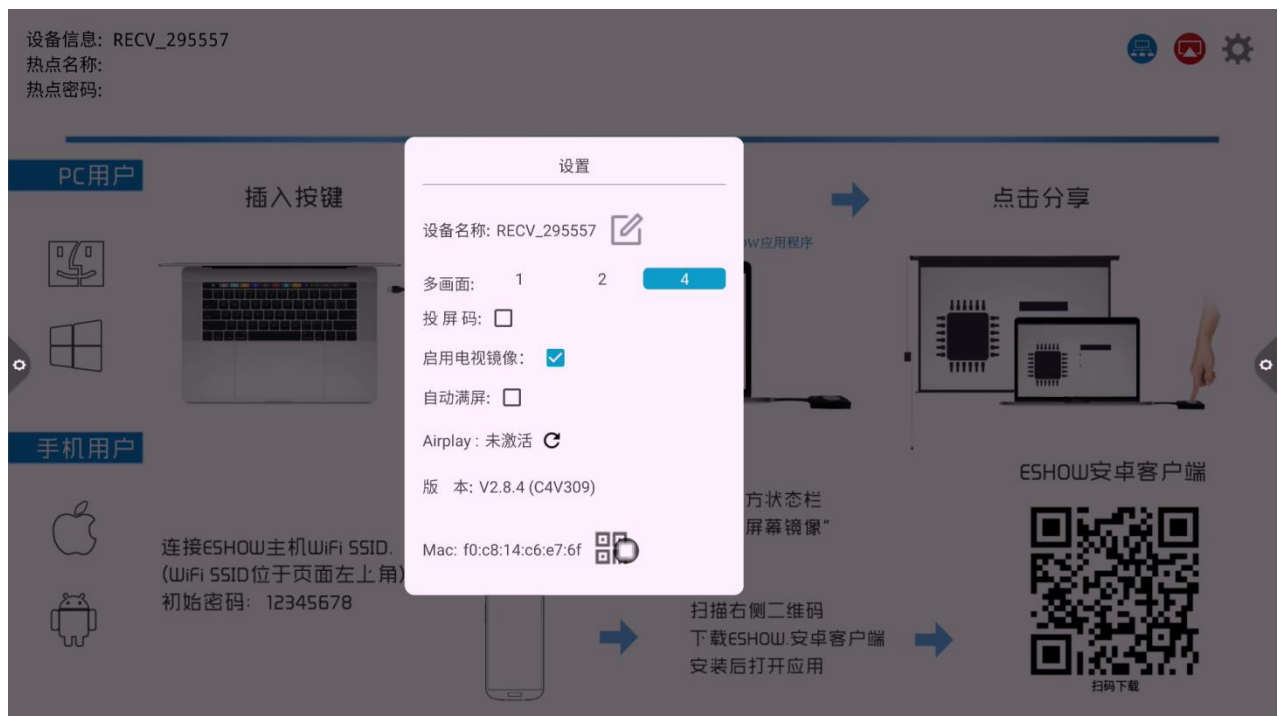 设备信息: RECV_295557
热点名称:
热点密码:
PC用户
插入按键
点击分享
OW应用程序
设置
设备名称: RECV_295557
多画面: 1 2 4
投 屏 码:
启用电视镜像:
自动满屏:
Airplay : 未激活
版 本: V2.8.4 (C4V309)
Mac: f0:c8:14:c6:e7:6f
手机用户
连接ESHOW主机WiFi SSID.
(WiFi SSID位于页面左上角)
初始密码: 12345678
方状态栏
屏幕镜像”
扫描右侧二维码
下载ESHOW.安卓客户端
安装后打开应用
ESHOW安卓客户端
扫码下载